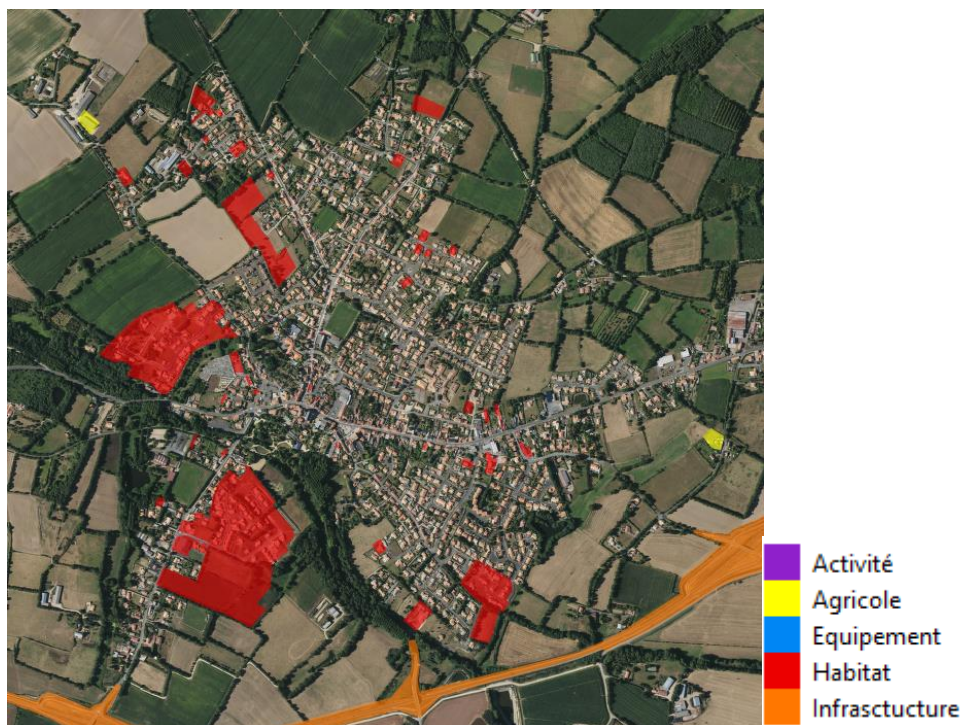 Activité
Agricole
Equipement
Habitat
Infrasctucture